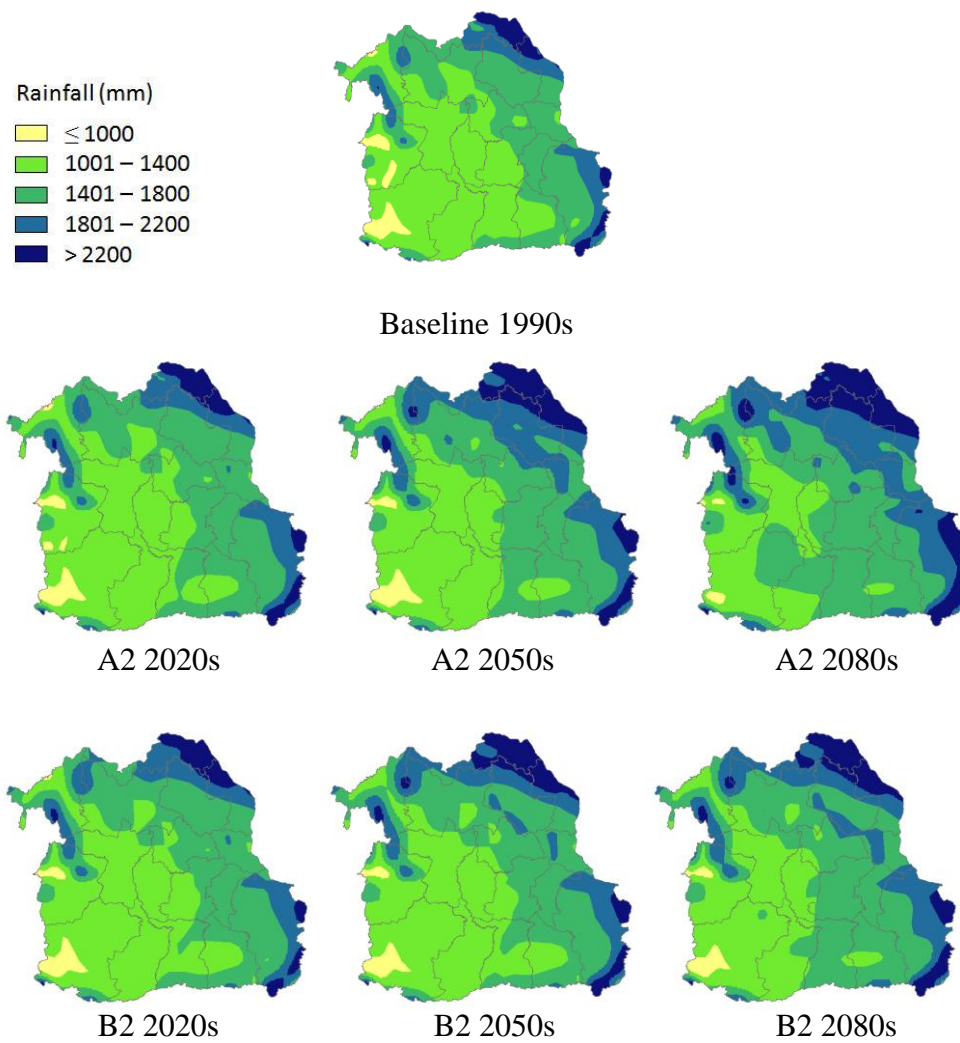 Rainfall (mm)
≤ 1000
1001 – 1400
1401 – 1800
1801 – 2200
> 2200
Baseline 1990s
A2 2020s
A2 2050s
A2 2080s
B2 2020s
B2 2050s
B2 2080s